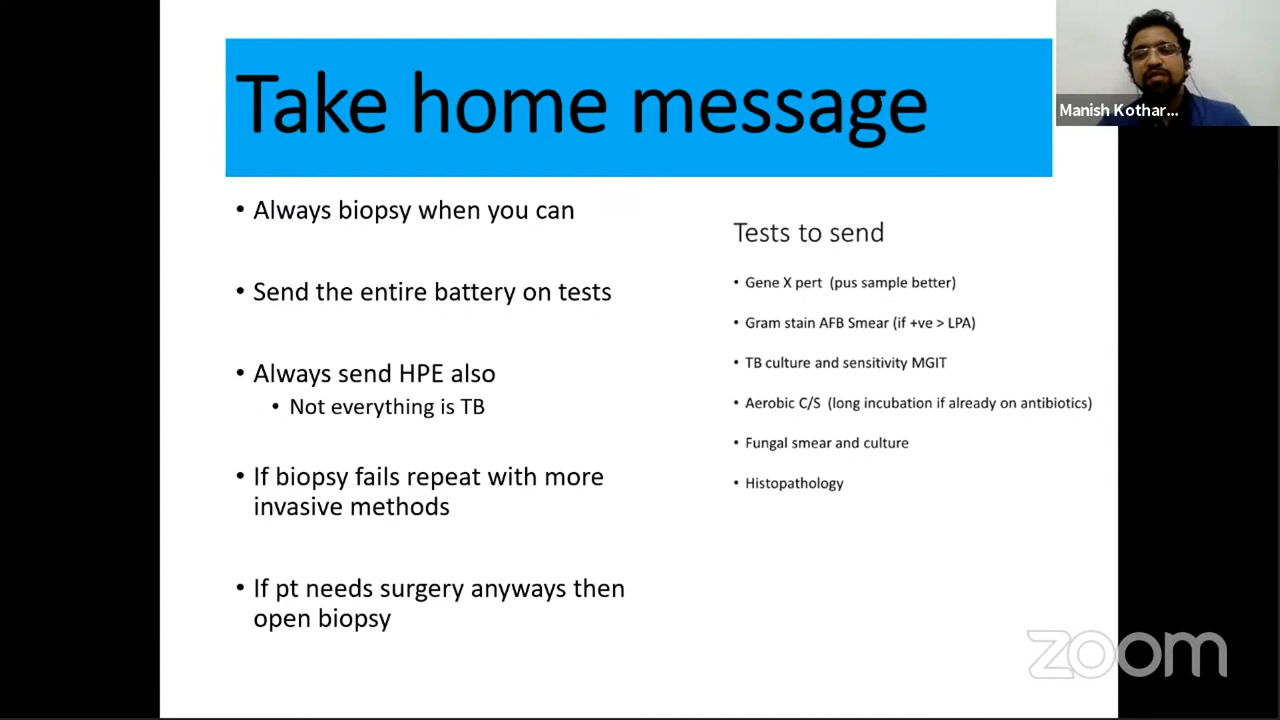 Take home message
Manish Kothar...
• Always biopsy when you can
• Send the entire battery on tests
• Always send HPE also
• Not everything is TB
• If biopsy fails repeat with more
invasive methods
• If pt needs surgery anyways then
open biopsy
Tests to send
• Gene X pert (pus sample better)
• Gram stain AFB Smear (if +ve > LPA)
• TB culture and sensitivity MGIT
• Aerobic C/S (long incubation if already on antibiotics)
• Fungal smear and culture
• Histopathology
zoom